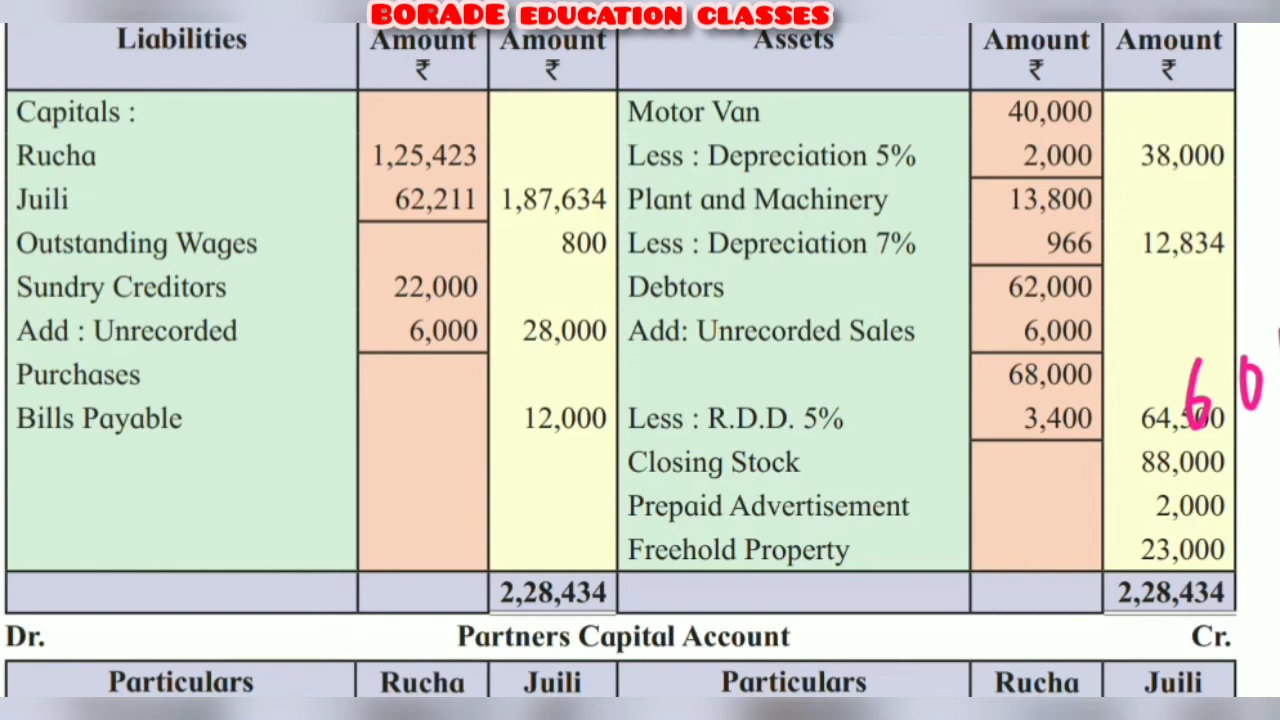 BORADE EDUCATION CLASSES
Liabilities Amount ₹ Amount ₹ Assets Amount ₹ Amount ₹
Capitals : Motor Van 40,000
Rucha 1,25,423 Less : Depreciation 5% 2,000 38,000
Juili 62,211 1,87,634 Plant and Machinery 13,800
Outstanding Wages 800 Less : Depreciation 7% 966 12,834
Sundry Creditors 22,000 Debtors 62,000
Add : Unrecorded 6,000 28,000 Add: Unrecorded Sales 6,000
Purchases 68,000
Bills Payable 12,000 Less : R.D.D. 5% 3,400 64,500
6 0
Closing Stock 88,000
Prepaid Advertisement 2,000
Freehold Property 23,000
2,28,434 2,28,434
Dr. Partners Capital Account Cr.
Particulars Rucha Juili Particulars Rucha Juili